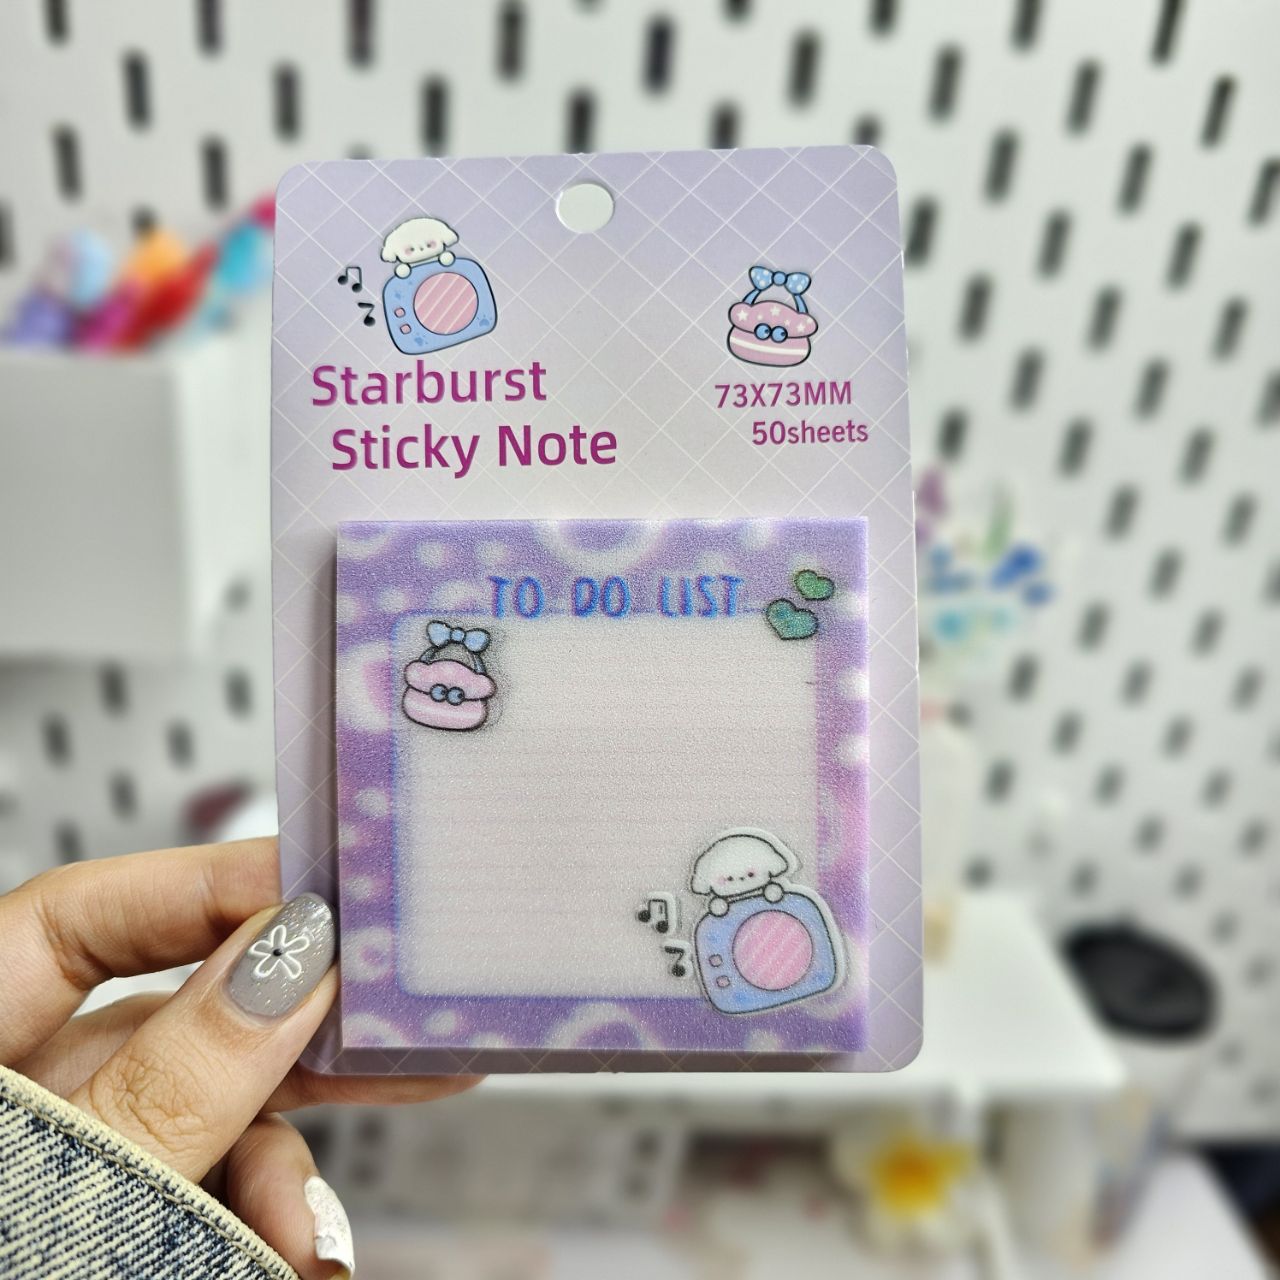 Starburst
Sticky Note
73X73MM
50sheets
TO DO LIST